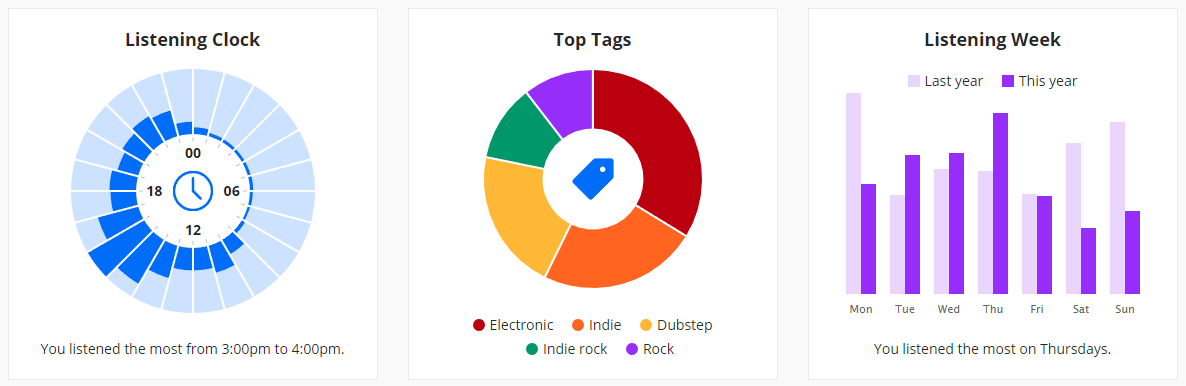 Listening Clock
00
18
06
12
You listened the most from 3:00pm to 4:00pm.
Top Tags
Electronic Indie Dubstep
Indie rock Rock
Listening Week
Last year This year
Mon Tue Wed Thu Fri Sat Sun
You listened the most on Thursdays.